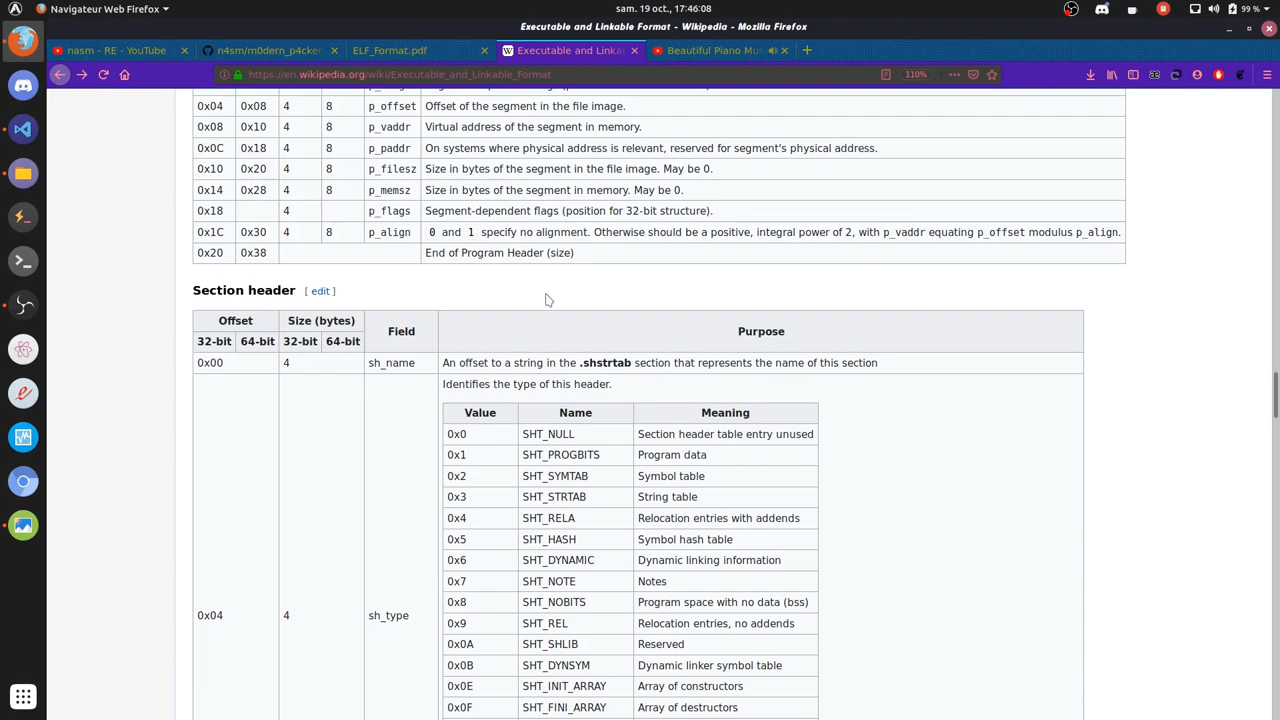 Navigateur Web Firefox
sam. 19 oct., 17:46:08
99 %
Executable and Linkable Format - Wikipedia - Mozilla Firefox
nasm - RE - YouTube
n4sm/m0dern_p4cker
ELF_Format.pdf
Executable and Linka
Beautiful Piano Mus
https://en.wikipedia.org/wiki/Executable_and_Linkable_Format
110%
0x04 0x08 4 8 p_offset Offset of the segment in the file image.
0x08 0x10 4 8 p_vaddr Virtual address of the segment in memory.
0x0C 0x18 4 8 p_paddr On systems where physical address is relevant, reserved for segment's physical address.
0x10 0x20 4 8 p_filesz Size in bytes of the segment in the file image. May be 0.
0x14 0x28 4 8 p_memsz Size in bytes of the segment in memory. May be 0.
0x18 4 p_flags Segment-dependent flags (position for 32-bit structure).
0x1C 0x30 4 8 p_align 0 and 1 specify no alignment. Otherwise should be a positive, integral power of 2, with p_vaddr equating p_offset modulus p_align.
0x20 0x38 End of Program Header (size)
Section header [ edit ]
Offset Size (bytes) Field Purpose
32-bit 64-bit 32-bit 64-bit
0x00 4 sh_name An offset to a string in the .shstrtab section that represents the name of this section
Identifies the type of this header.
Value Name Meaning
0x0 SHT_NULL Section header table entry unused
0x1 SHT_PROGBITS Program data
0x2 SHT_SYMTAB Symbol table
0x3 SHT_STRTAB String table
0x4 SHT_RELA Relocation entries with addends
0x5 SHT_HASH Symbol hash table
0x6 SHT_DYNAMIC Dynamic linking information
0x7 SHT_NOTE Notes
0x8 SHT_NOBITS Program space with no data (bss)
0x04 4 sh_type
0x9 SHT_REL Relocation entries, no addends
0x0A SHT_SHLIB Reserved
0x0B SHT_DYNSYM Dynamic linker symbol table
0x0E SHT_INIT_ARRAY Array of constructors
0x0F SHT_FINI_ARRAY Array of destructors